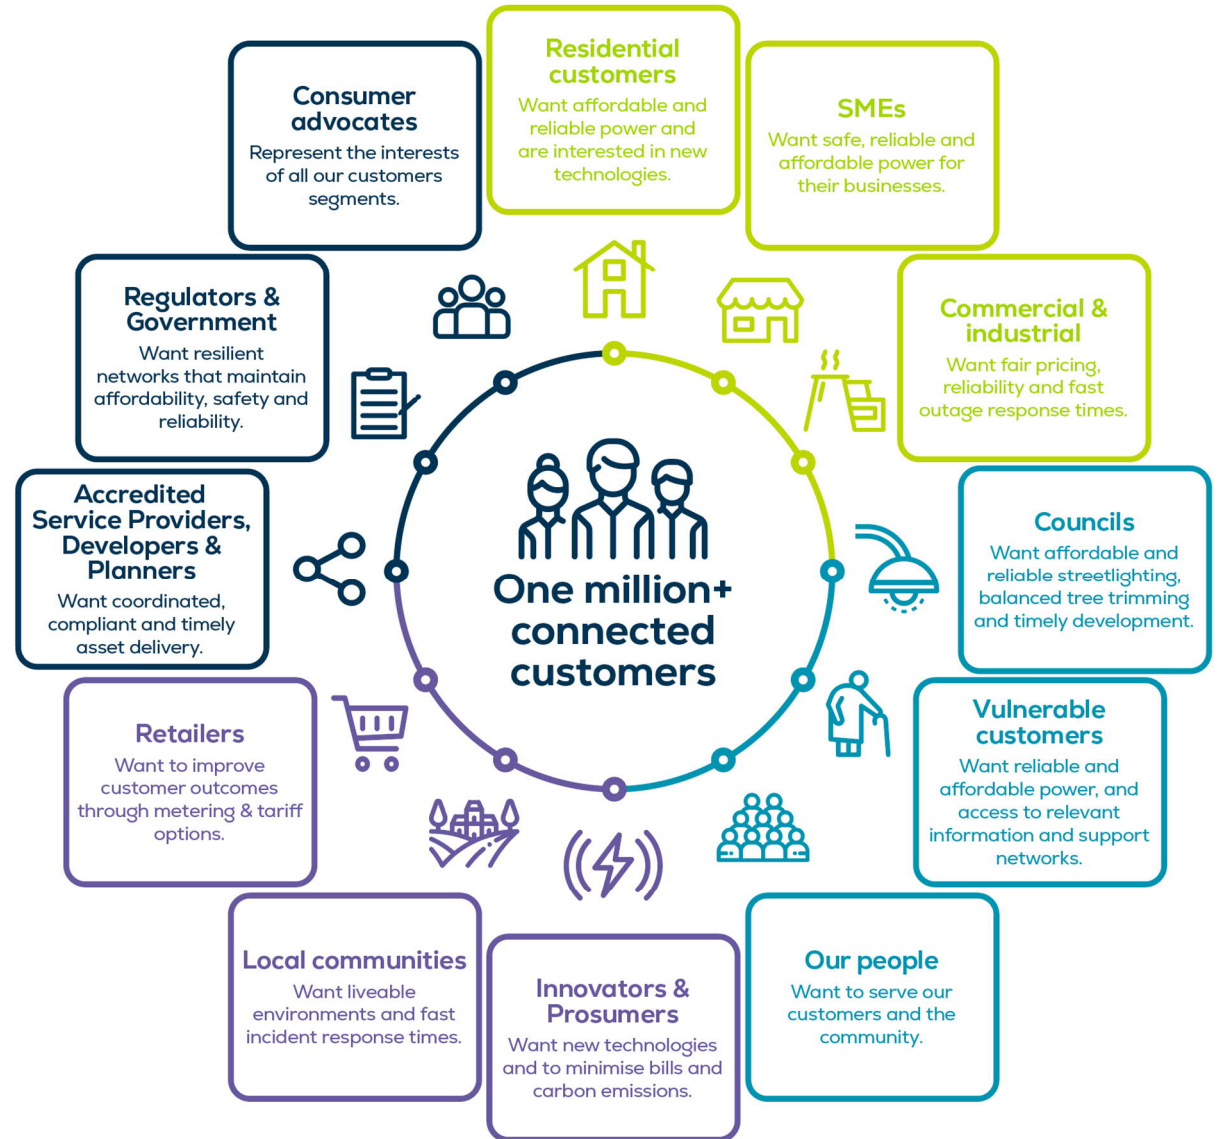 Residential
customers
Want affordable and
reliable power and
are interested in new
technologies.
SMEs
Want safe, reliable and
affordable power for
their businesses.
Commercial &
industrial
Want fair pricing,
reliability and fast
outage response times.
Councils
Want affordable and
reliable streetlighting,
balanced tree trimming
and timely development.
Vulnerable
customers
Want reliable and
affordable power, and
access to relevant
information and support
networks.
Our people
Want to serve our
customers and the
community.
Innovators &
Prosumers
Want new technologies
and to minimise bills and
carbon emissions.
Local communities
Want liveable
environments and fast
incident response times.
Retailers
Want to improve
customer outcomes
through metering & tariff
options.
Accredited
Service Providers,
Developers &
Planners
Want coordinated,
compliant and timely
asset delivery.
Regulators &
Government
Want resilient
networks that maintain
affordability, safety and
reliability.
Consumer
advocates
Represent the interests
of all our customers
segments.
One million+
connected
customers